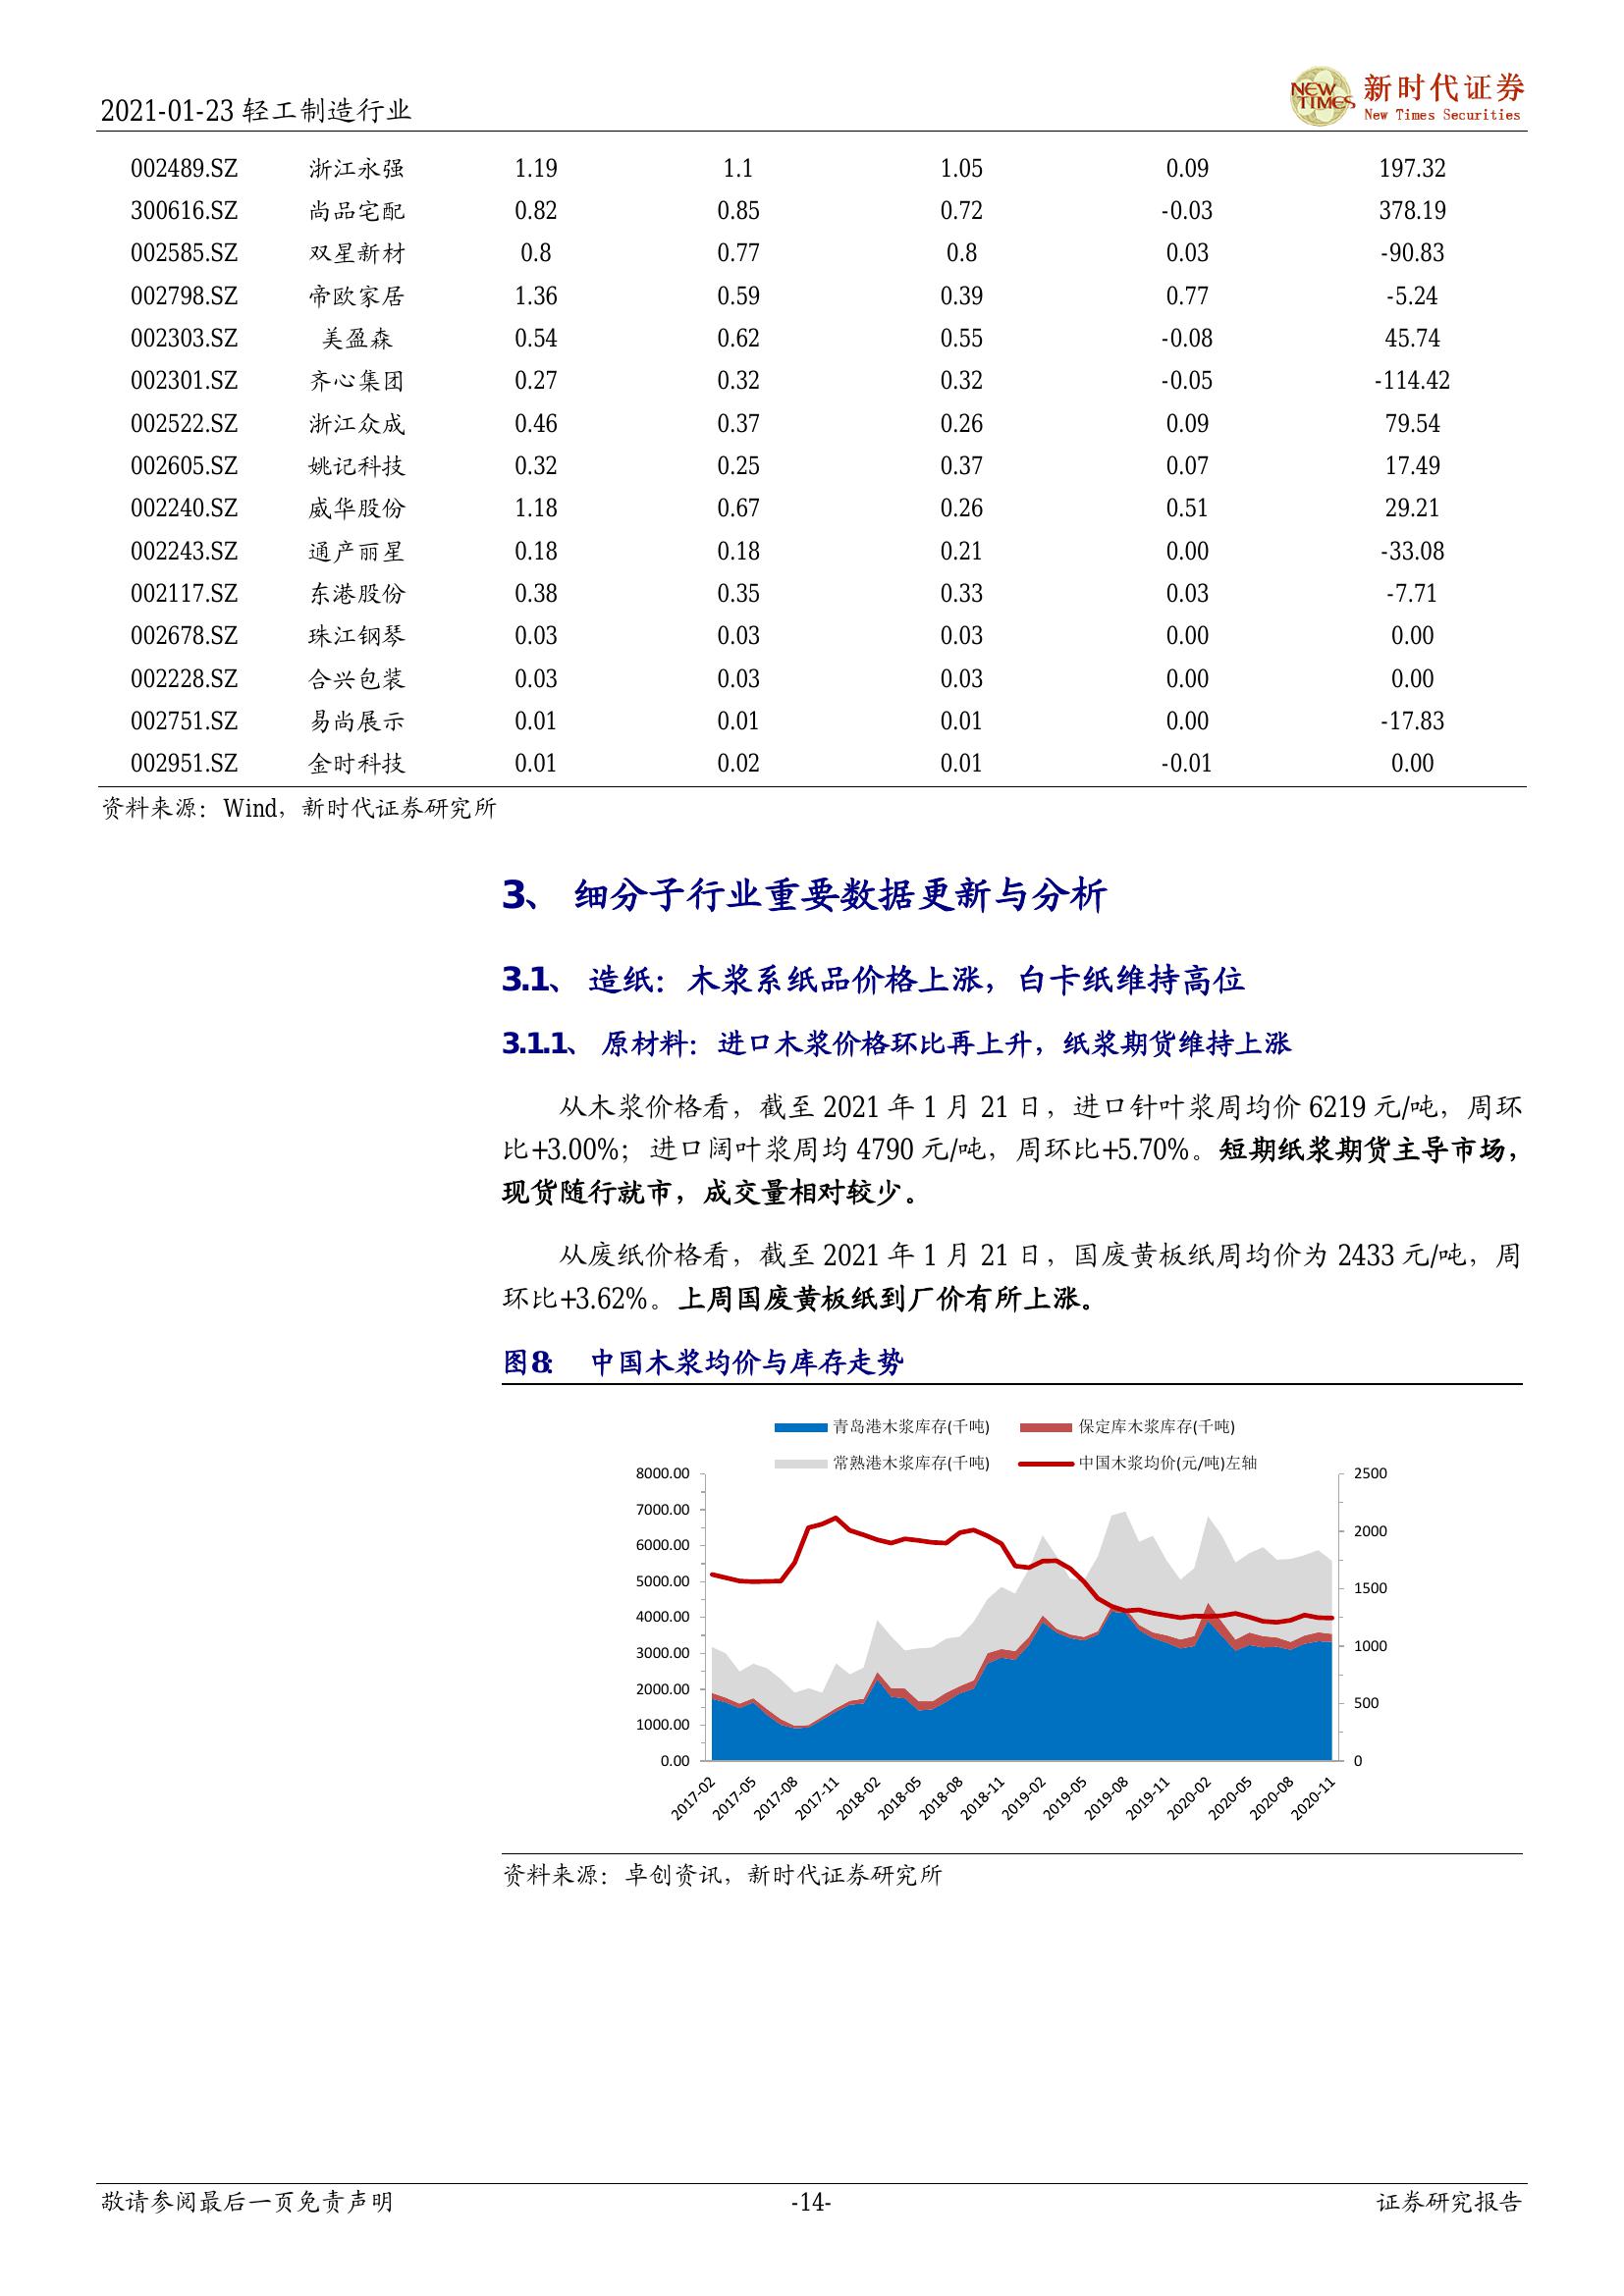 2021-01-23 轻工制造行业
NEW TIMES 新时代证券
New Times Securities
002489.SZ 浙江永强 1.19 1.1 1.05 0.09 197.32
300616.SZ 尚品宅配 0.82 0.85 0.72 -0.03 378.19
002585.SZ 双星新材 0.8 0.77 0.8 0.03 -90.83
002798.SZ 帝欧家居 1.36 0.59 0.39 0.77 -5.24
002303.SZ 美盈森 0.54 0.62 0.55 -0.08 45.74
002301.SZ 齐心集团 0.27 0.32 0.32 -0.05 -114.42
002522.SZ 浙江众成 0.46 0.37 0.26 0.09 79.54
002605.SZ 姚记科技 0.32 0.25 0.37 0.07 17.49
002240.SZ 威华股份 1.18 0.67 0.26 0.51 29.21
002243.SZ 通产丽星 0.18 0.18 0.21 0.00 -33.08
002117.SZ 东港股份 0.38 0.35 0.33 0.03 -7.71
002678.SZ 珠江钢琴 0.03 0.03 0.03 0.00 0.00
002228.SZ 合兴包装 0.03 0.03 0.03 0.00 0.00
002751.SZ 易尚展示 0.01 0.01 0.01 0.00 -17.83
002951.SZ 金时科技 0.01 0.02 0.01 -0.01 0.00
资料来源：Wind，新时代证券研究所
3、 细分子行业重要数据更新与分析
3.1、 造纸：木浆系纸品价格上涨，白卡纸维持高位
3.1.1、 原材料：进口木浆价格环比再上升，纸浆期货维持上涨
从木浆价格看，截至 2021 年 1 月 21 日，进口针叶浆周均价 6219 元/吨，周环
比+3.00%；进口阔叶浆周均 4790 元/吨，周环比+5.70%。短期纸浆期货主导市场，
现货随行就市，成交量相对较少。
从废纸价格看，截至 2021 年 1 月 21 日，国废黄板纸周均价为 2433 元/吨，周
环比+3.62%。上周国废黄板纸到厂价有所上涨。
图8： 中国木浆均价与库存走势
青岛港木浆库存(千吨) 保定库木浆库存(千吨)
常熟港木浆库存(千吨) 中国木浆均价(元/吨)左轴
8000.00 2500
7000.00
6000.00 2000
5000.00 1500
4000.00
3000.00 1000
2000.00 500
1000.00
0.00 0
2017-02 2017-05 2017-08 2017-11 2018-02 2018-05 2018-08 2018-11 2019-02 2019-05 2019-08 2019-11 2020-02 2020-05 2020-08 2020-11
资料来源：卓创资讯，新时代证券研究所
敬请参阅最后一页免责声明 -14- 证券研究报告